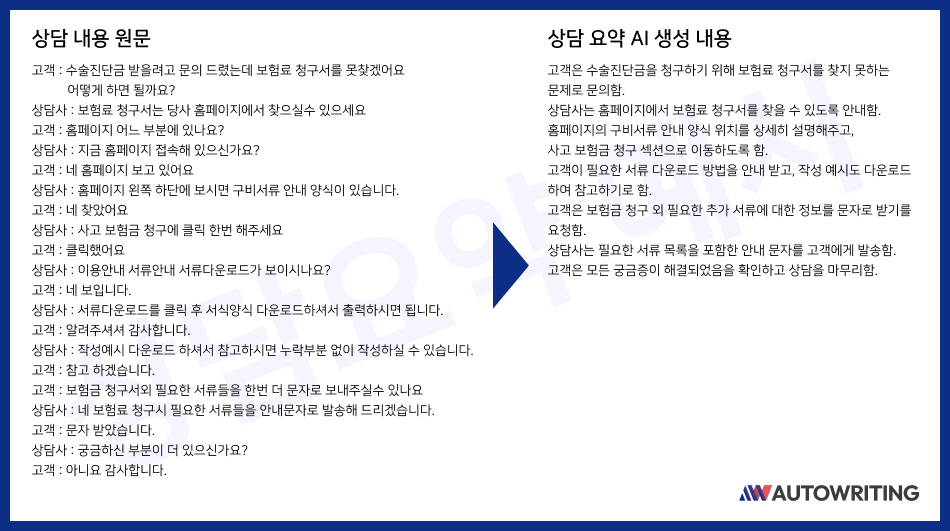 상담 내용 원문
고객 : 수술진단금 받을려고 문의 드렸는데 보험료 청구서를 못찾겠어요
어떻게 하면 될까요?
상담사 : 보험료 청구서는 당사 홈페이지에서 찾으실수 있으세요
고객 : 홈페이지 어느 부분에 있나요?
상담사 : 지금 홈페이지 접속해 있으신가요?
고객 : 네 홈페이지 보고 있어요
상담사 : 홈페이지 왼쪽 하단에 보시면 구비서류 안내 양식이 있습니다.
고객 : 네 찾았어요
상담사 : 사고 보험금 청구에 클릭 한번 해주세요
고객 : 클릭했어요
상담사 : 이용안내 서류안내 서류다운로드가 보이시나요?
고객 : 네 보입니다.
상담사 : 서류다운로드를 클릭 후 서식양식 다운로드하셔서 출력하시면 됩니다.
고객 : 알려주셔셔 감사합니다.
상담사 : 작성예시 다운로드 하셔서 참고하시면 누락부분 없이 작성하실 수 있습니다.
고객 : 참고 하겠습니다.
고객 : 보험금 청구서외 필요한 서류들을 한번 더 문자로 보내주실수 있나요
상담사 : 네 보험료 청구시 필요한 서류들을 안내문자로 발송해 드리겠습니다.
고객 : 문자 받았습니다.
상담사 : 궁금하신 부분이 더 있으신가요?
고객 : 아니요 감사합니다.
상담 요약 AI 생성 내용
고객은 수술진단금을 청구하기 위해 보험료 청구서를 찾지 못하는
문제로 문의함.
상담사는 홈페이지에서 보험료 청구서를 찾을 수 있도록 안내함.
홈페이지의 구비서류 안내 양식 위치를 상세히 설명해주고,
사고 보험금 청구 섹션으로 이동하도록 함.
고객이 필요한 서류 다운로드 방법을 안내 받고, 작성 예시도 다운로드
하여 참고하기로 함.
고객은 보험금 청구 외 필요한 추가 서류에 대한 정보를 문자로 받기를
요청함.
상담사는 필요한 서류 목록을 포함한 안내 문자를 고객에게 발송함.
고객은 모든 궁금증이 해결되었음을 확인하고 상담을 마무리함.
상담요약 예시
AW AUTOWRITING